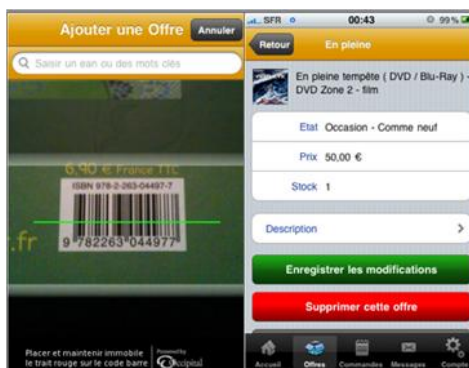 Ajouter une Offre
Annuler
Saisir un ean ou des mots clés
6,90 € France TTC
ISBN 978-2-263-04497-7
.fr
9 782263 044977
Placer et maintenir immobile
le trait rouge sur le code barre
Powered by
Occipital
SFR
00:43
99 %
Retour
En pleine
En pleine tempête ( DVD / Blu-Ray ) -
DVD Zone 2 - film
Etat Occasion - Comme neuf
Prix 50,00 €
Stock 1
Description
Enregistrer les modifications
Supprimer cette offre
Accueil
Offres
Commandes
Messages
Compte